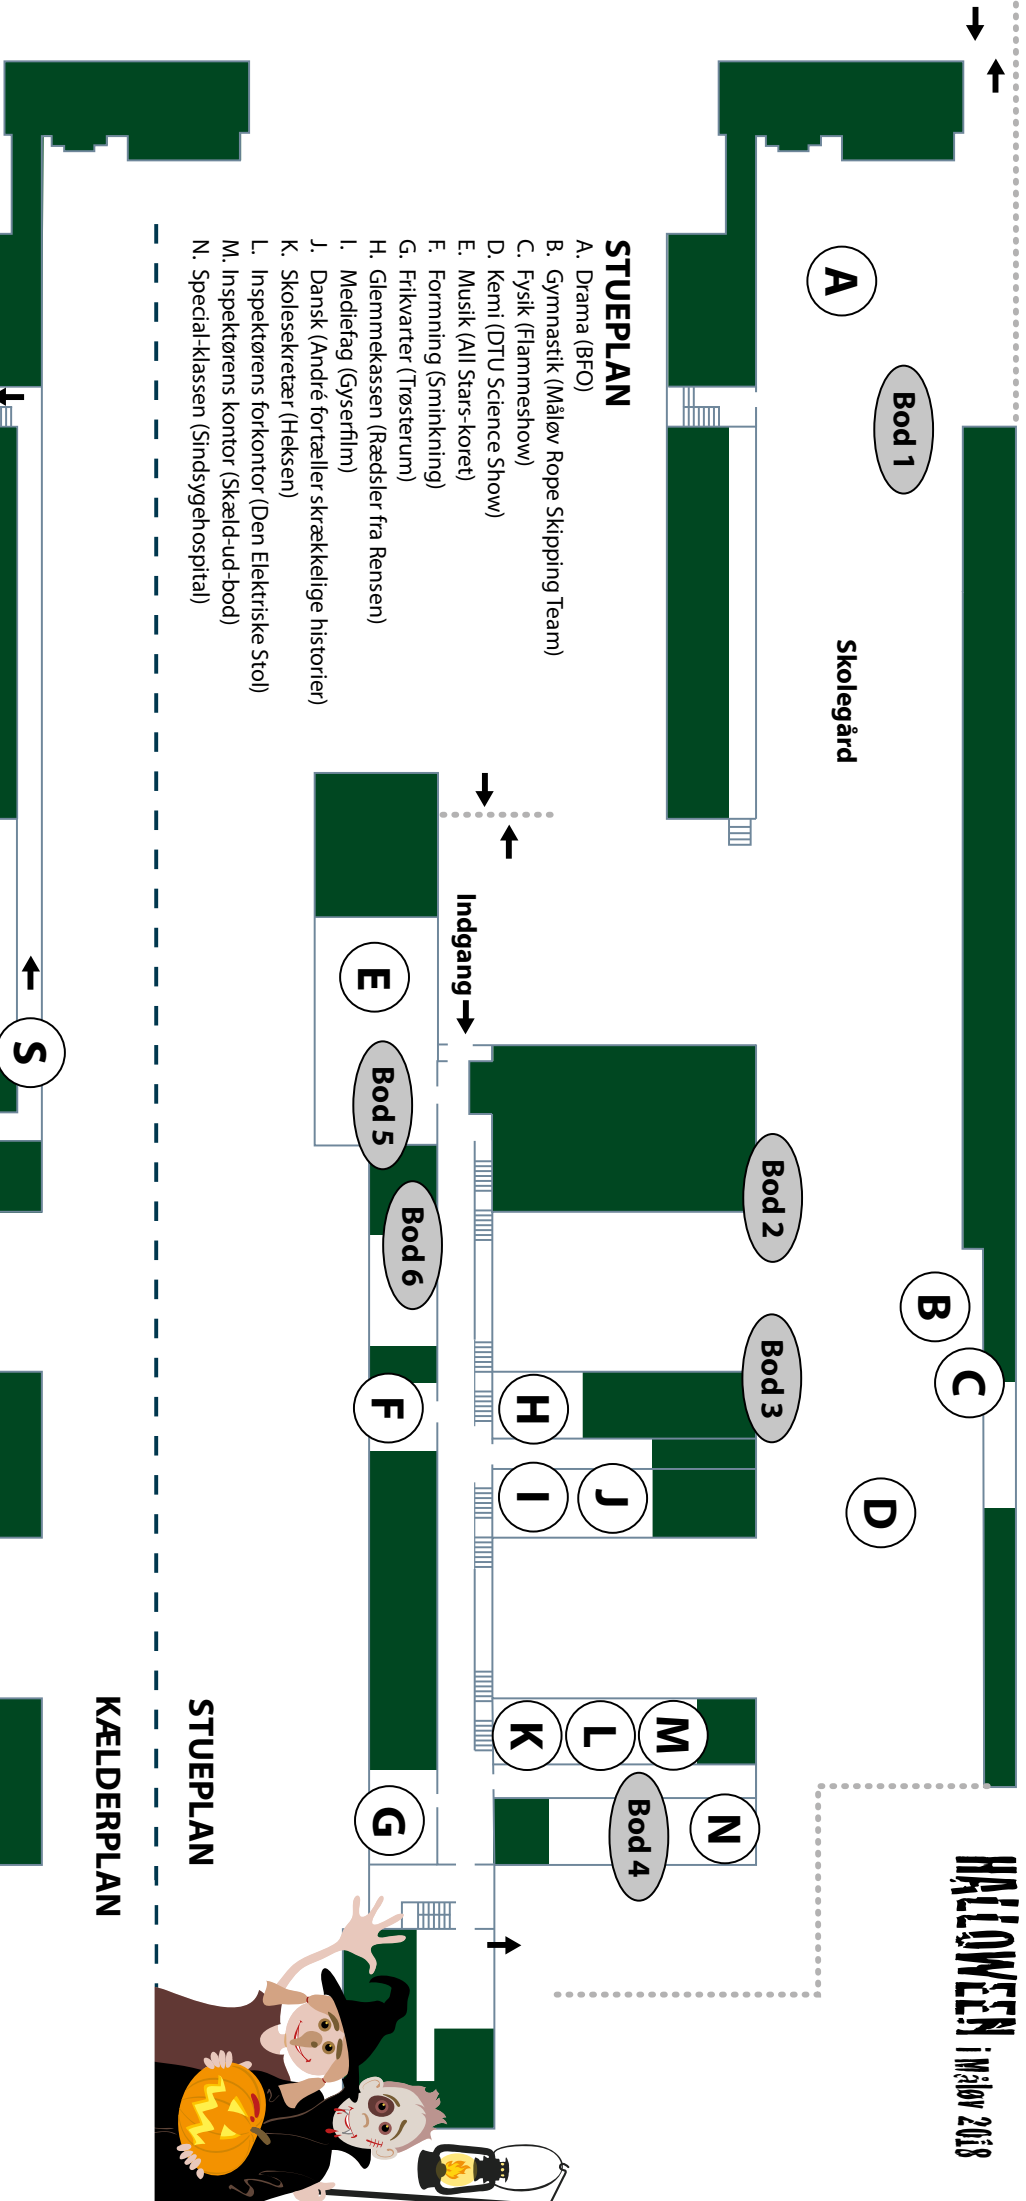 HALLOWEEN i Måløv 2018
A
Bod 1
Skolegård
B
C
D
STUEPLAN
A. Drama (BFO)
B. Gymnastik (Måløv Rope Skipping Team)
C. Fysik (Flammeshow)
D. Kemi (DTU Science Show)
E. Musik (All Stars-koret)
F. Formning (Sminkning)
G. Frikvarter (Trøsterum)
H. Glemmekassen (Rædsler fra Rensen)
I. Mediefag (Gyserfilm)
J. Dansk (André fortæller skrækkelige historier)
K. Skolesekretær (Heksen)
L. Inspektørens forkontor (Den Elektriske Stol)
M. Inspektørens kontor (Skæld-ud-bod)
N. Special-klassen (Sindsygehospital)
Bod 2
Bod 3
N
M
Bod 4
L
K
J
I
H
Indgang
E
Bod 5
Bod 6
F
G
STUEPLAN
KÆLDERPLAN
S